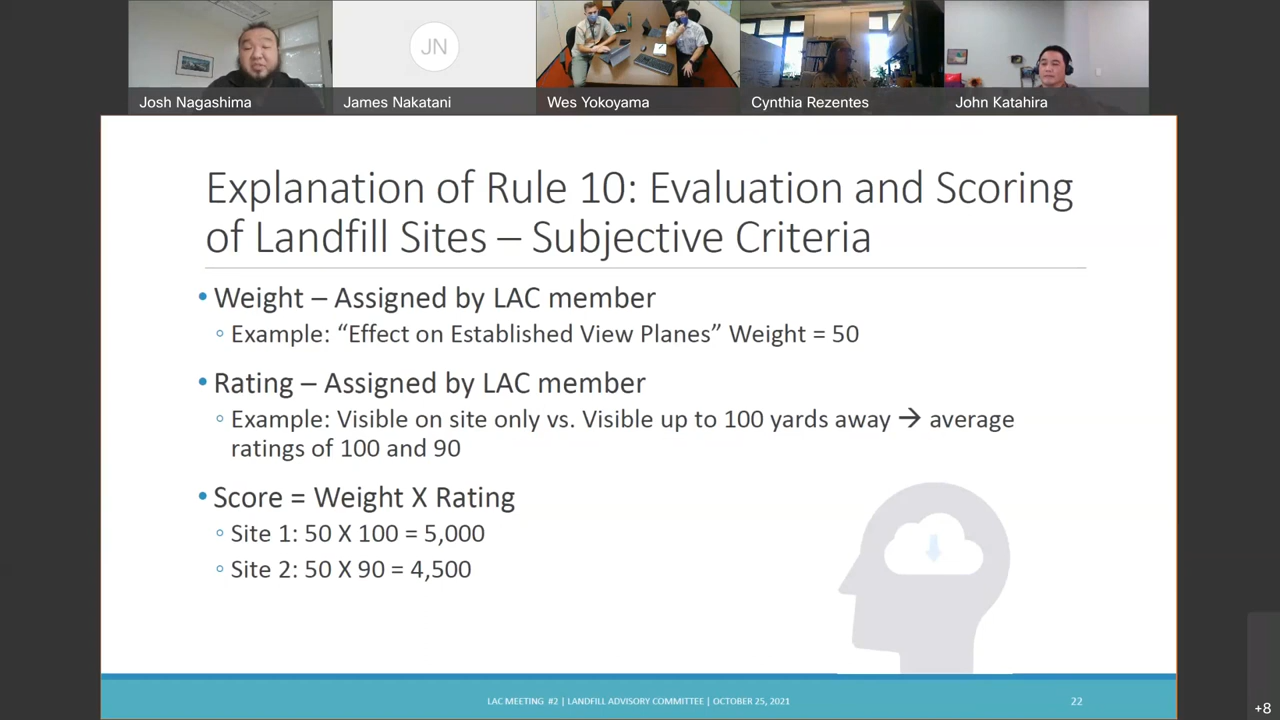 JN
Josh Nagashima
James Nakatani
Wes Yokoyama
Cynthia Rezentes
John Katahira
Explanation of Rule 10: Evaluation and Scoring
of Landfill Sites – Subjective Criteria
• Weight – Assigned by LAC member
◦ Example: “Effect on Established View Planes” Weight = 50
• Rating – Assigned by LAC member
◦ Example: Visible on site only vs. Visible up to 100 yards away → average
ratings of 100 and 90
• Score = Weight X Rating
◦ Site 1: 50 X 100 = 5,000
◦ Site 2: 50 X 90 = 4,500
LAC MEETING #2 | LANDFILL ADVISORY COMMITTEE | OCTOBER 25, 2021
22
+8